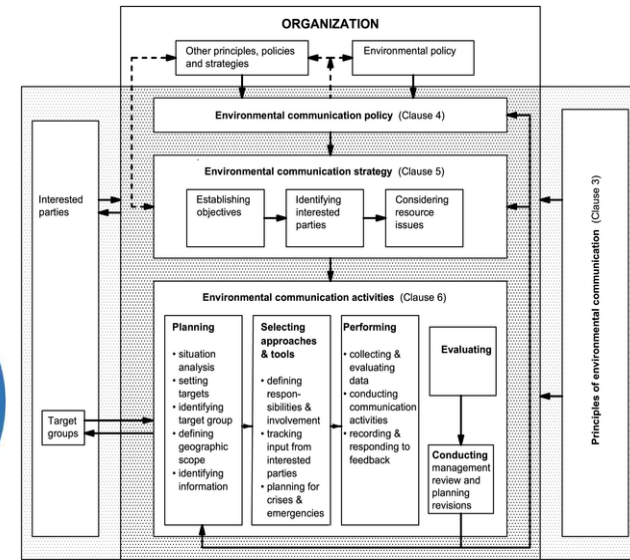 ORGANIZATION
Other principles, policies
and strategies
Environmental policy
Environmental communication policy (Clause 4)
Environmental communication strategy (Clause 5)
Establishing
objectives
Identifying
interested
parties
Considering
resource
issues
Interested
parties
Principles of environmental communication (Clause 3)
Environmental communication activities (Clause 6)
Planning
• situation
analysis
• setting
targets
• identifying
target group
• defining
geographic
scope
• identifying
information
Selecting
approaches
& tools
• defining
respon-
sibilities &
involvement
• tracking
input from
interested
parties
• planning for
crises &
emergencies
Performing
• collecting &
evaluating
data
• conducting
communication
activities
• recording &
responding to
feedback
Evaluating
Conducting
management
review and
planning
revisions
Target
groups